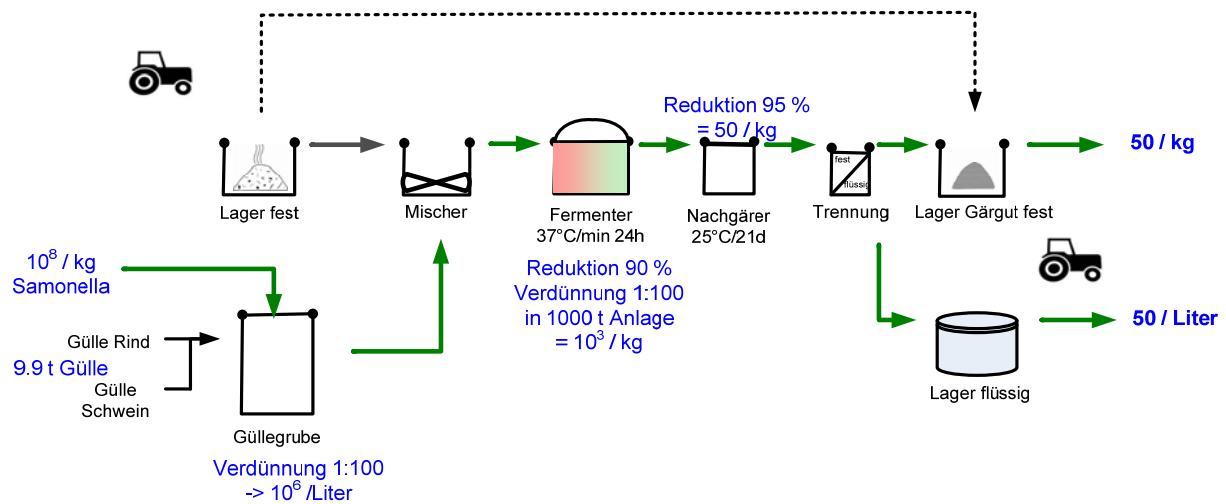 Reduktion 95 %
= 50 / kg
fest
flüssig
50 / kg
Lager fest
Mischer
Fermenter
37°C/min 24h
Nachgärer
25°C/21d
Trennung
Lager Gärgut fest
10⁸ / kg
Samonella
Reduktion 90 %
Verdünnung 1:100
in 1000 t Anlage
= 10³ / kg
50 / Liter
Gülle Rind
9.9 t Gülle
Gülle
Schwein
Lager flüssig
Güllegrube
Verdünnung 1:100
-> 10⁶ /Liter